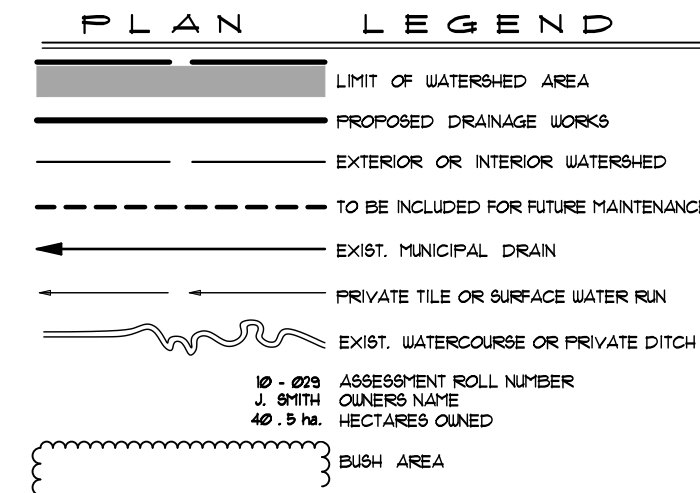 PLAN LEGEND
LIMIT OF WATERSHED AREA
PROPOSED DRAINAGE WORKS
EXTERIOR OR INTERIOR WATERSHED
TO BE INCLUDED FOR FUTURE MAINTENANC
EXIST. MUNICIPAL DRAIN
PRIVATE TILE OR SURFACE WATER RUN
EXIST. WATERCOURSE OR PRIVATE DITCH
10 - 029 ASSESSMENT ROLL NUMBER
J. SMITH OWNERS NAME
40 . 5 ha. HECTARES OWNED
BUSH AREA